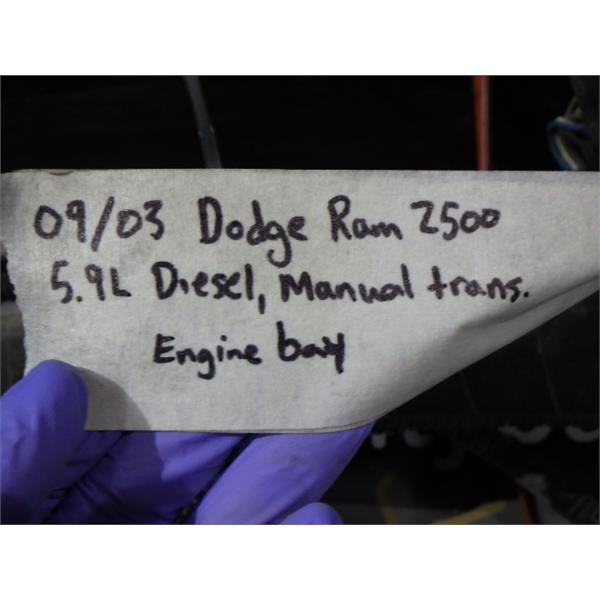 09/03 Dodge Ram 2500
5.9L Diesel, Manual trans.
Engine bay